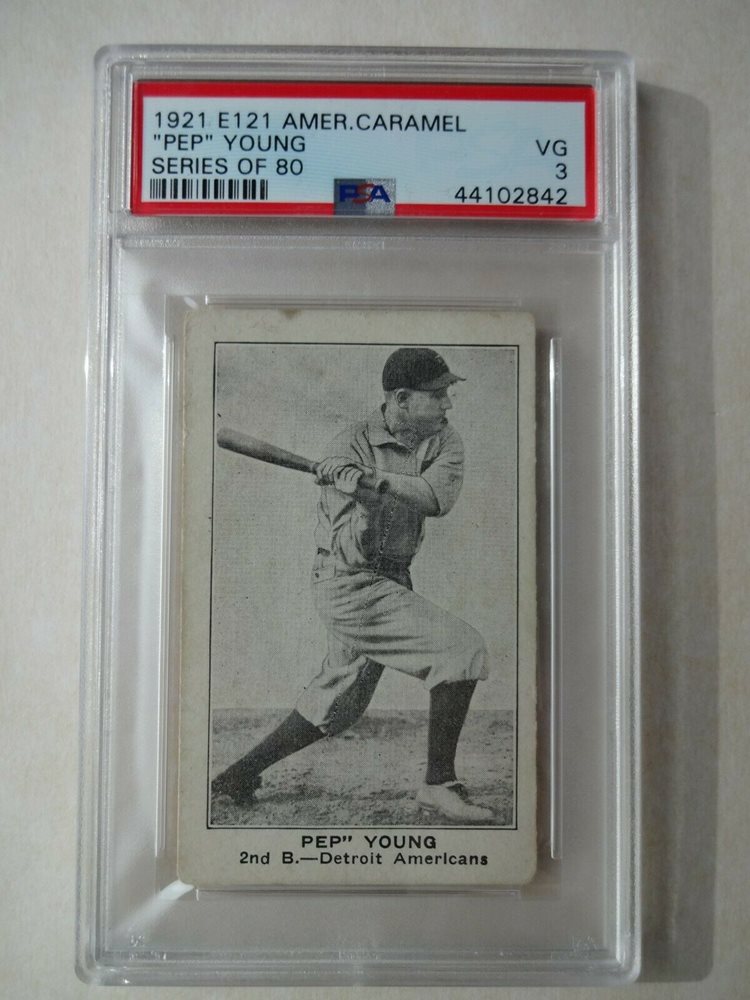 1921 E121 AMER.CARAMEL
"PEP" YOUNG
SERIES OF 80
VG
3
PSA
44102842
PEP" YOUNG
2nd B.—Detroit Americans